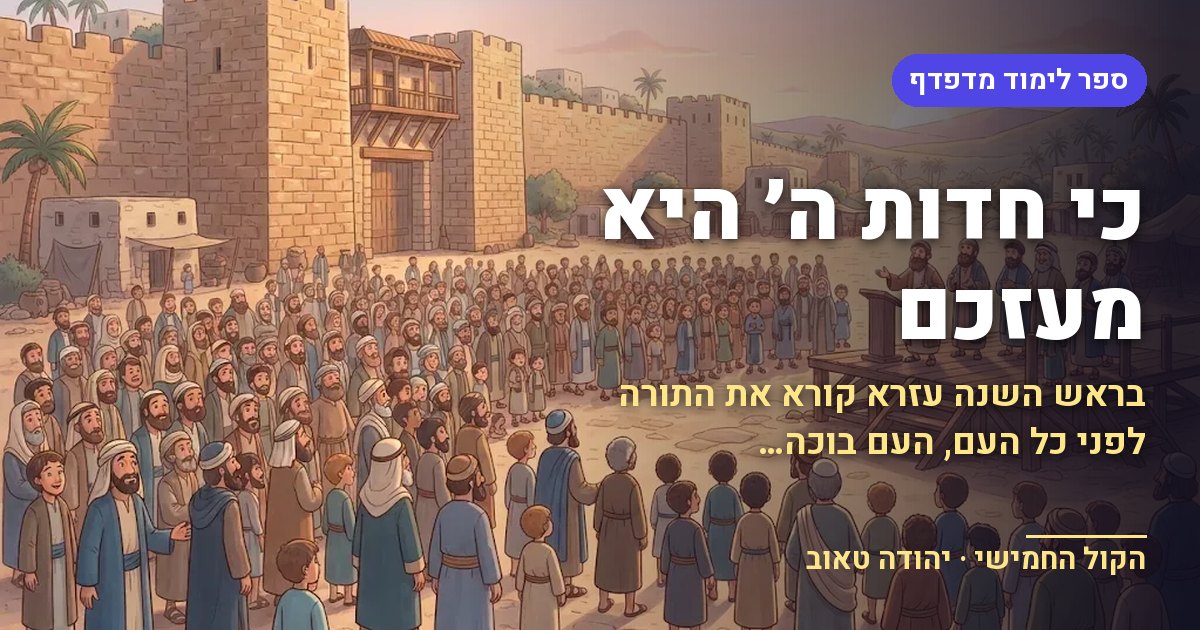 ספר לימוד מדפדף
כי חדות ה׳ היא
מעזכם
בראש השנה עזרא קורא את התורה
לפני כל העם, העם בוכה...
הקול החמישי · יהודה טאוב